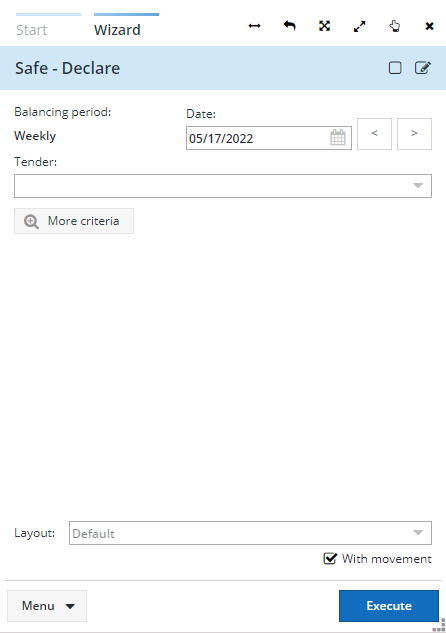 Start
Wizard
Safe - Declare
Balancing period:
Date:
Weekly
05/17/2022
<
>
Tender:
More criteria
Layout:
Default
With movement
Menu
Execute